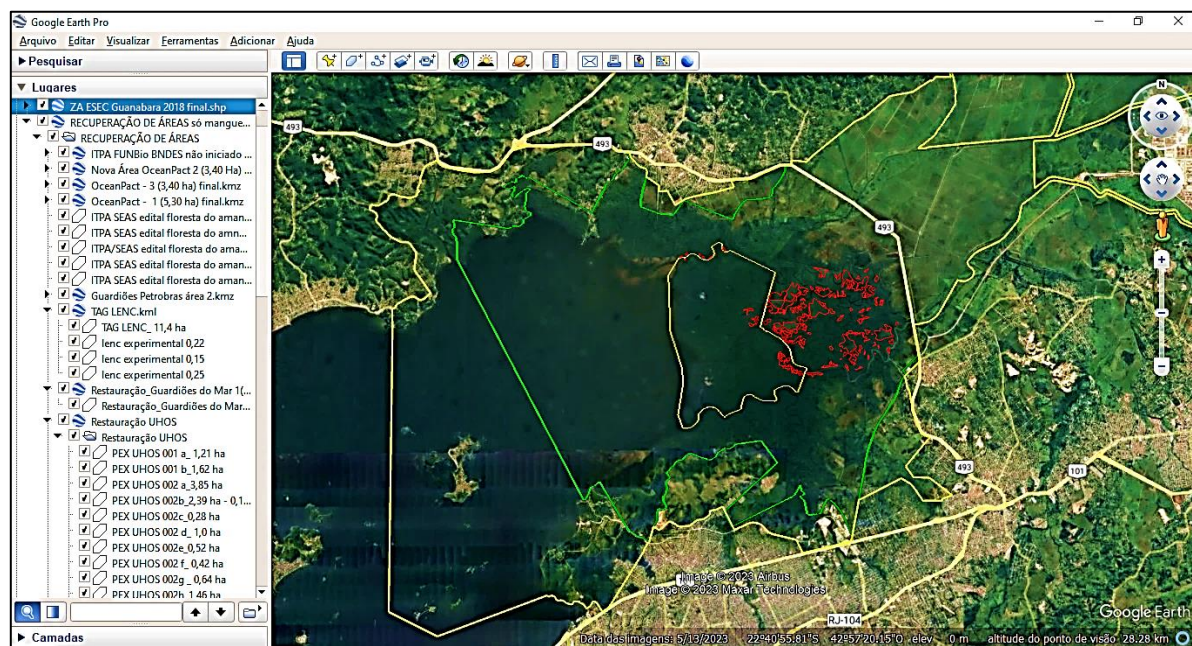 Google Earth Pro
Arquivo Editar Visualizar Ferramentas Adicionar Ajuda
Pesquisar
Lugares
ZA ESEC Guanabara 2018 final.shp
RECUPERAÇÃO DE ÁREAS só mangue...
RECUPERAÇÃO DE ÁREAS
ITPA FUNBio BNDES não iniciado ...
Nova Área OceanPact 2 (3,40 Ha) ...
OceanPact - 3 (3,40 ha) final.kmz
OceanPact - 1 (5,30 ha) final.kmz
ITPA SEAS edital floresta do aman...
ITPA SEAS edital floresta do amn...
ITPA/SEAS edital floresta do ama...
ITPA SEAS edital floresta do aman...
ITPA SEAS edital floresta do aman...
Guardiões Petrobras área 2.kmz
TAG LENC.kml
TAG LENC_ 11,4 ha
lenc experimental 0,22
lenc experimental 0,15
lenc experimental 0,25
Restauração_Guardiões do Mar 1(...
Restauração_Guardiões do Mar...
Restauração UHOS
Restauração UHOS
PEX UHOS 001 a_ 1,21 ha
PEX UHOS 001 b_1,62 ha
PEX UHOS 002 a_3,85 ha
PEX UHOS 002b_2,39 ha - 0,1...
PEX UHOS 002c_0,28 ha
PEX UHOS 002 d_ 1,0 ha
PEX UHOS 002e_0,52 ha
PEX UHOS 002 f_ 0,42 ha
PEX UHOS 002g _ 0,64 ha
PEX UHOS 002h_1,46 ha
Camadas
N
493
493
493
493
101
RJ-104
Image © 2023 Airbus
Image © 2023 Maxar Technologies
Google Earth
Data das imagens: 5/13/2023 22°40'55.81"S 42°57'20.15"O elev 0 m altitude do ponto de visão 28.28 km